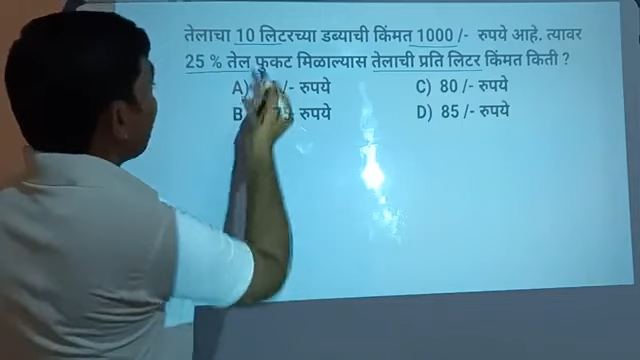 तेलाचा 10 लिटरच्या डब्याची किंमत 1000 /- रुपये आहे. त्यावर
25 % तेल फुकट मिळाल्यास तेलाची प्रति लिटर किंमत किती ?
A) /- रुपये C) 80 /- रुपये
B रुपये D) 85 /- रुपये